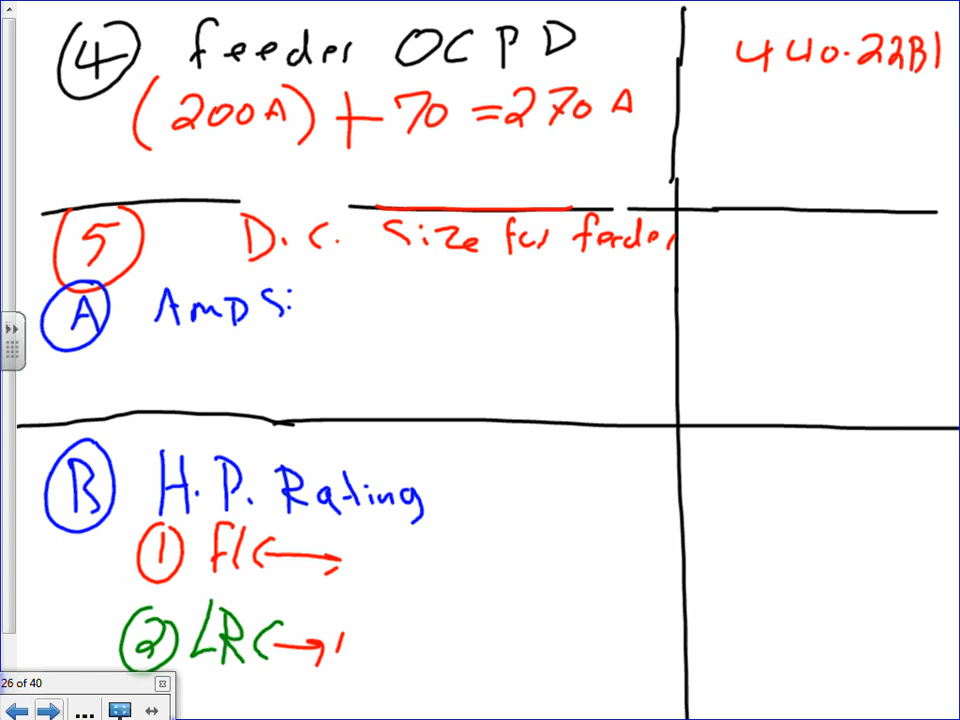 4 feeder OCPD 440.22B1
(200A) + 70 = 270 A
5 D.C. Size for feeder
A AMPS:
B H.P. Rating
1 FLC →
2 LRC →
26 of 40
...